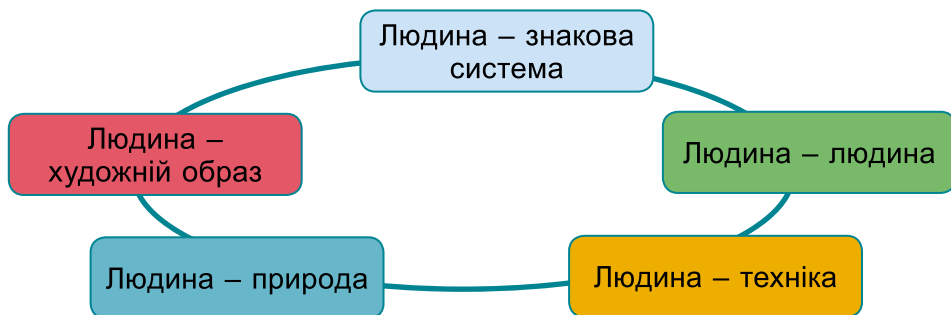 Людина – знакова
система
Людина –
художній образ
Людина – людина
Людина – природа
Людина – техніка